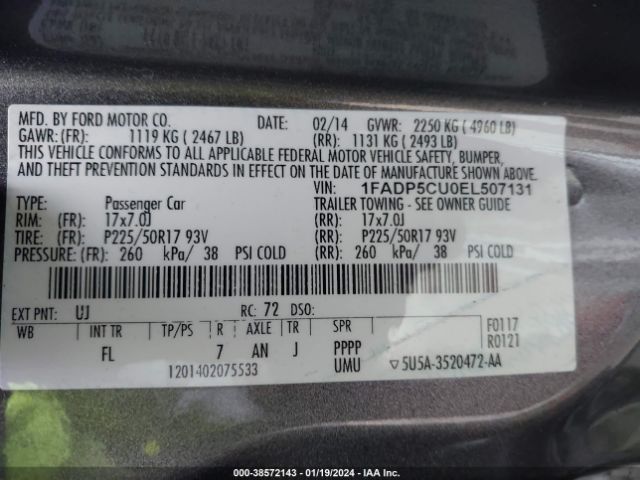 MFD. BY FORD MOTOR CO. DATE: 02/14 GVWR: 2250 KG ( 4960 LB)
GAWR: (FR): 1119 KG ( 2467 LB) (RR): 1131 KG ( 2493 LB)
THIS VEHICLE CONFORMS TO ALL APPLICABLE FEDERAL MOTOR VEHICLE SAFETY, BUMPER,
AND THEFT PREVENTION STANDARDS IN EFFECT ON THE DATE OF MANUFACTURE SHOWN ABOVE.
VIN: 1FADP5CU0EL507131
TYPE: Passenger Car TRAILER TOWING - SEE OWNER GUIDE
RIM: (FR): 17x7.0J (RR): 17x7.0J
TIRE: (FR): P225/50R17 93V (RR): P225/50R17 93V
PRESSURE: (FR): 260 kPa/ 38 PSI COLD (RR): 260 kPa/ 38 PSI COLD
EXT PNT: UJ RC: 72 DSO:
WB INT TR TP/PS R AXLE TR SPR F0117
R0121
FL 7 AN J PPPP
UMU
1201402075533 ▽5U5A-3520472-AA
000-38572143 - 01/19/2024 - IAA Inc.